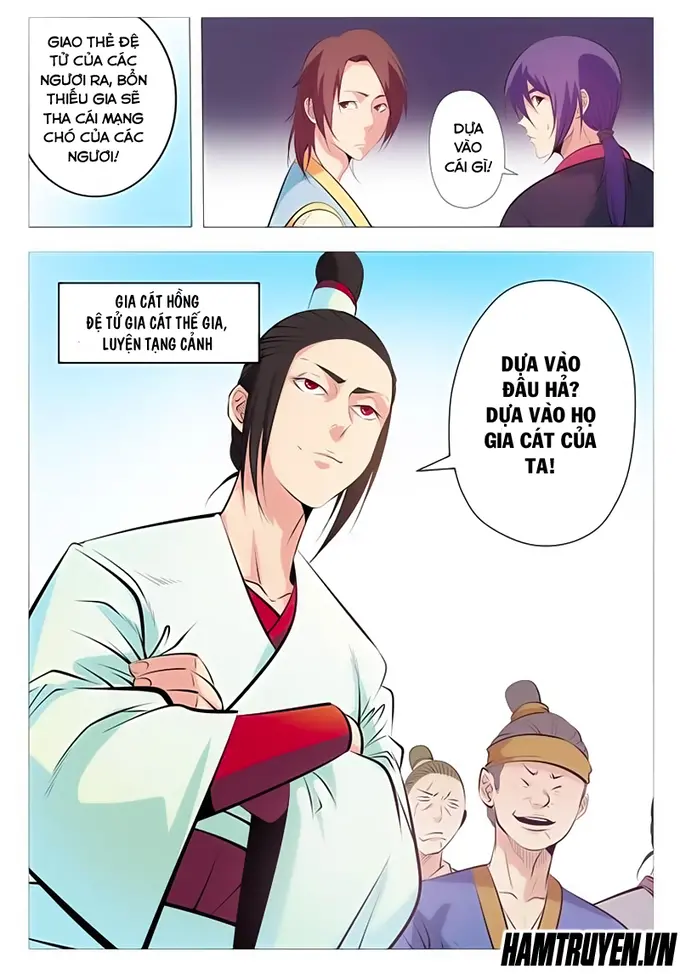 GIAO THẺ ĐỆ
TỬ CỦA CÁC
NGƯƠI RA, BỔN
THIẾU GIA SẼ
THA CÁI MẠNG
CHÓ CỦA CÁC
NGƯƠI!
DỰA
VÀO
CÁI GÌ!
GIA CÁT HỒNG
ĐỆ TỬ GIA CÁT THẾ GIA,
LUYỆN TẠNG CẢNH
DỰA VÀO
ĐÂU HẢ?
DỰA VÀO HỌ
GIA CÁT CỦA
TA!
HAMTRUYEN.VN